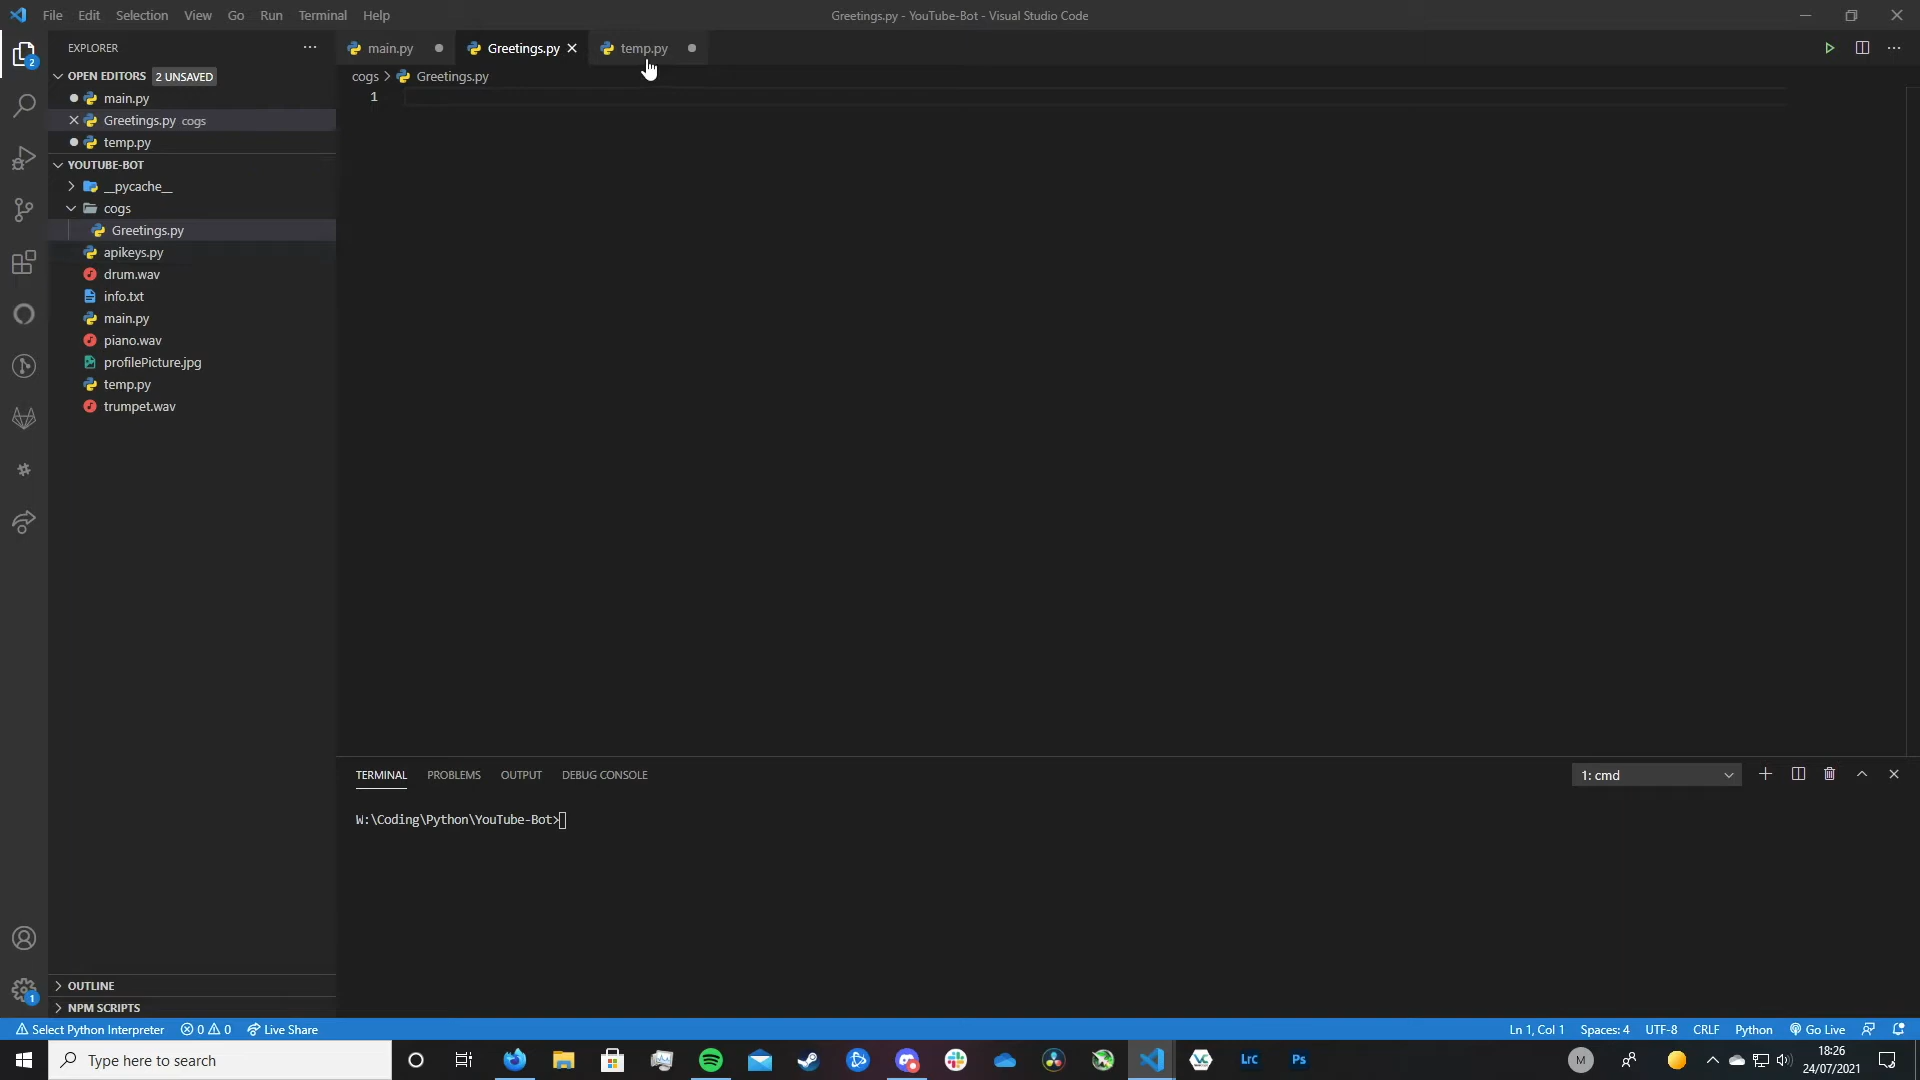 File Edit Selection View Go Run Terminal Help
Greetings.py - YouTube-Bot - Visual Studio Code
EXPLORER
main.py
Greetings.py
temp.py
OPEN EDITORS 2 UNSAVED
cogs > Greetings.py
main.py
Greetings.py cogs
temp.py
YOUTUBE-BOT
__pycache__
cogs
Greetings.py
apikeys.py
drum.wav
info.txt
main.py
piano.wav
profilePicture.jpg
temp.py
trumpet.wav
1
TERMINAL PROBLEMS OUTPUT DEBUG CONSOLE
1: cmd
W:\Coding\Python\YouTube-Bot>
OUTLINE
NPM SCRIPTS
2
1
Select Python Interpreter 0 0 Live Share
Ln 1, Col 1 Spaces: 4 UTF-8 CRLF Python Go Live
Type here to search
Lrc
Ps
M
18:26
24/07/2021